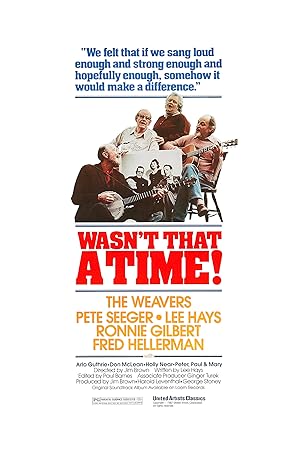 "We felt that if we sang loud
enough and strong enough and
hopefully enough, somehow it
would make a difference."
WASN'T THAT
A TIME!
THE WEAVERS
PETE SEEGER • LEE HAYS
RONNIE GILBERT
FRED HELLERMAN
with
Arlo Guthrie • Don McLean • Holly Near • Peter, Paul & Mary
Directed by Jim Brown Written by Lee Hays
Edited by Paul Barnes Associate Producer Ginger Turek
Produced by Jim Brown • Harold Leventhal • George Stoney
Original Soundtrack Album Available on Loom Records
United Artists Classics